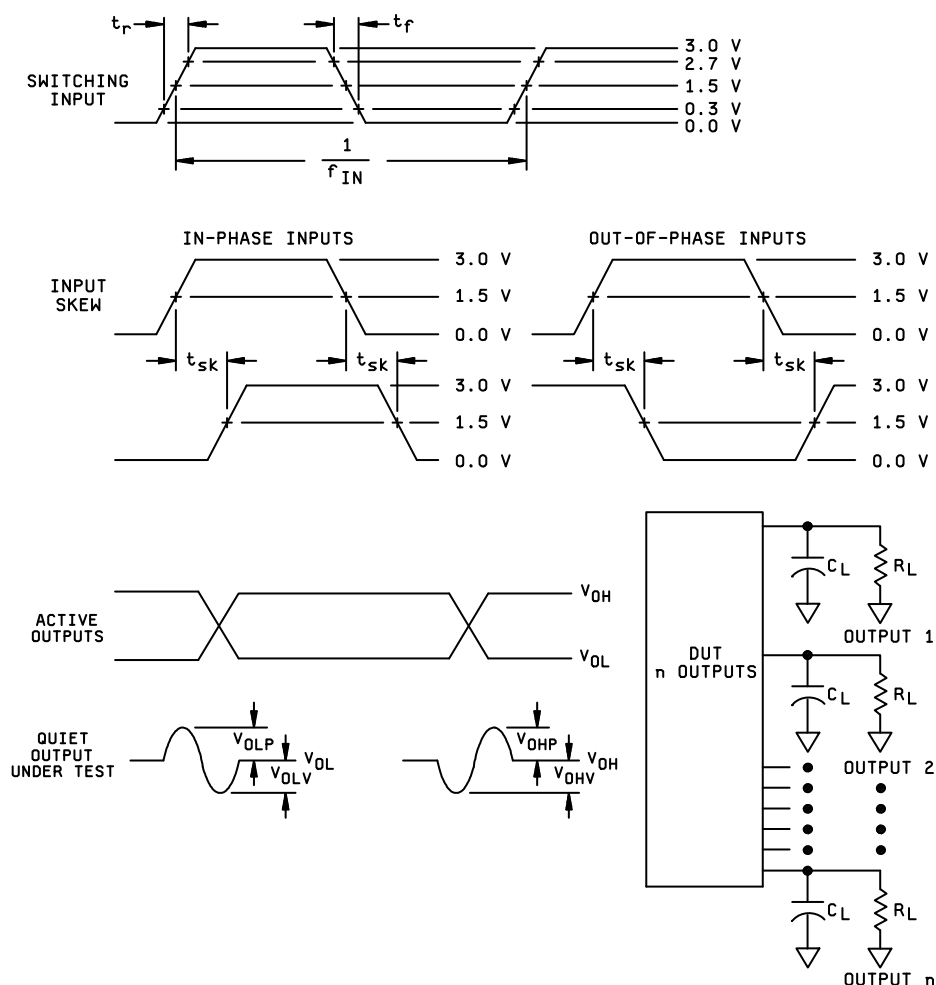 tr
tf
SWITCHING
INPUT
3.0 V
2.7 V
1.5 V
0.3 V
0.0 V
1
fIN
IN-PHASE INPUTS
OUT-OF-PHASE INPUTS
INPUT
SKEW
3.0 V
1.5 V
0.0 V
3.0 V
1.5 V
0.0 V
tsk
tsk
tsk
tsk
3.0 V
1.5 V
0.0 V
3.0 V
1.5 V
0.0 V
ACTIVE
OUTPUTS
VOH
VOL
QUIET
OUTPUT
UNDER TEST
VOLP
VOL
VOLV
VOHP
VOH
VOHV
DUT
n OUTPUTS
CL
RL
OUTPUT 1
CL
RL
OUTPUT 2
CL
RL
OUTPUT n